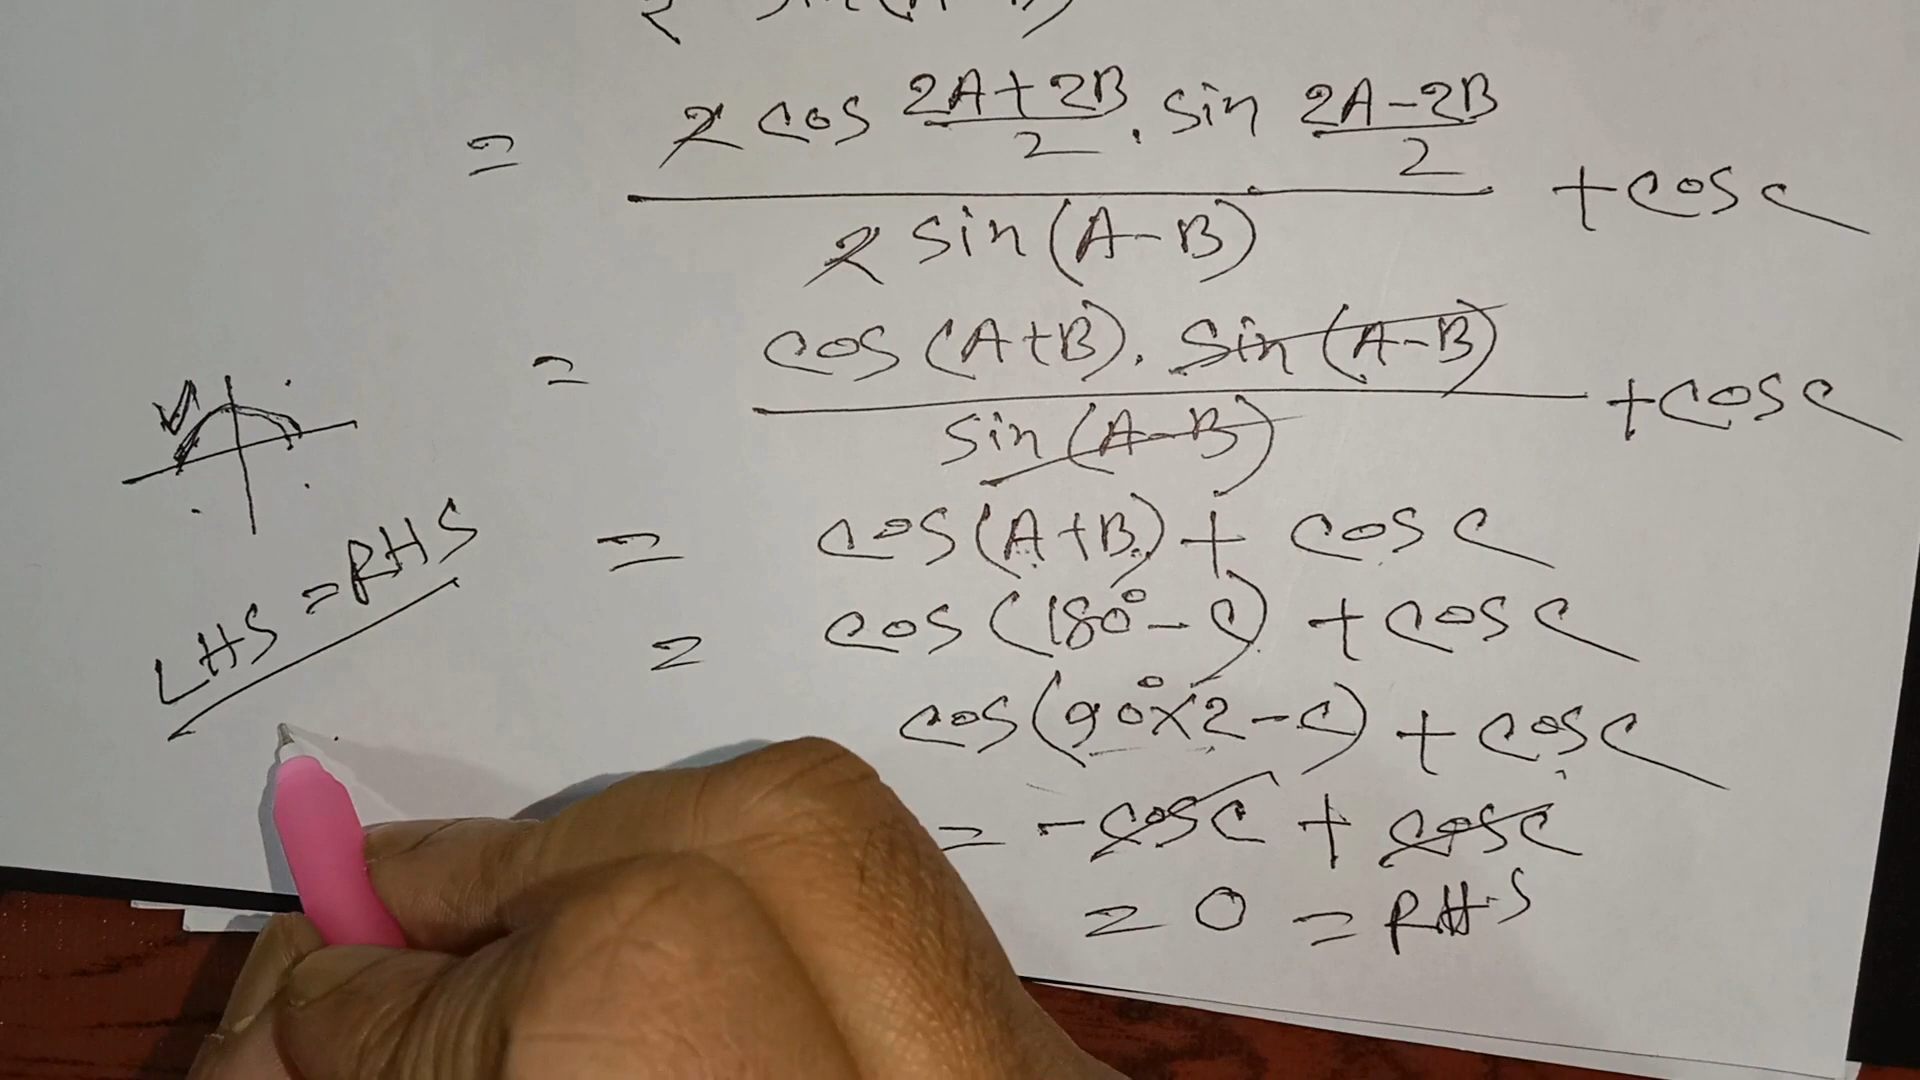 = 2 cos 2A+2B/2 . sin 2A-2B/2 / 2 sin(A-B) + cos c
= cos (A+B). sin (A-B) / sin (A-B) + cos c
= cos(A+B) + cos c
= cos (180°-C) + cos c
cos(90°×2-C) + cos c
= - cos c + cos c
= 0 = RHS
LHS = RHS